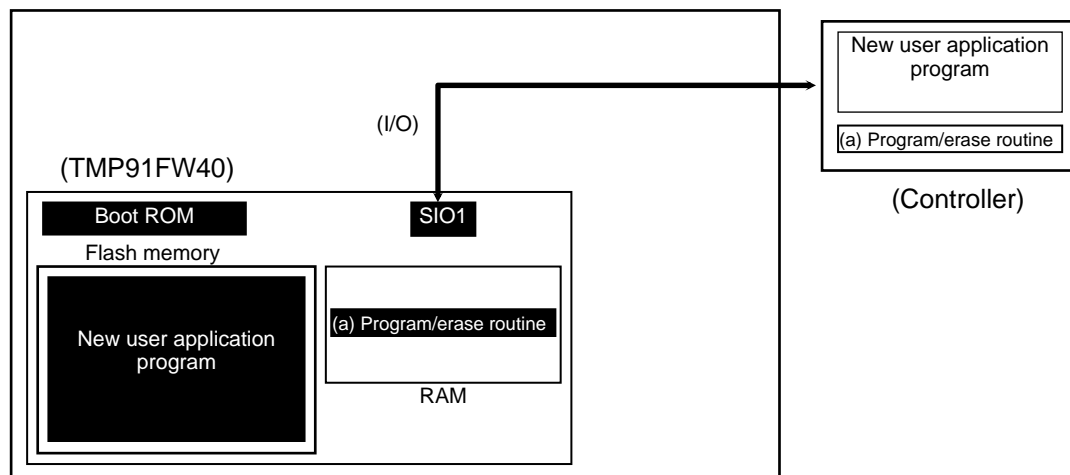 New user application
program
(I/O)
(a) Program/erase routine
(TMP91FW40)
(Controller)
Boot ROM
SIO1
Flash memory
New user application
program
(a) Program/erase routine
RAM